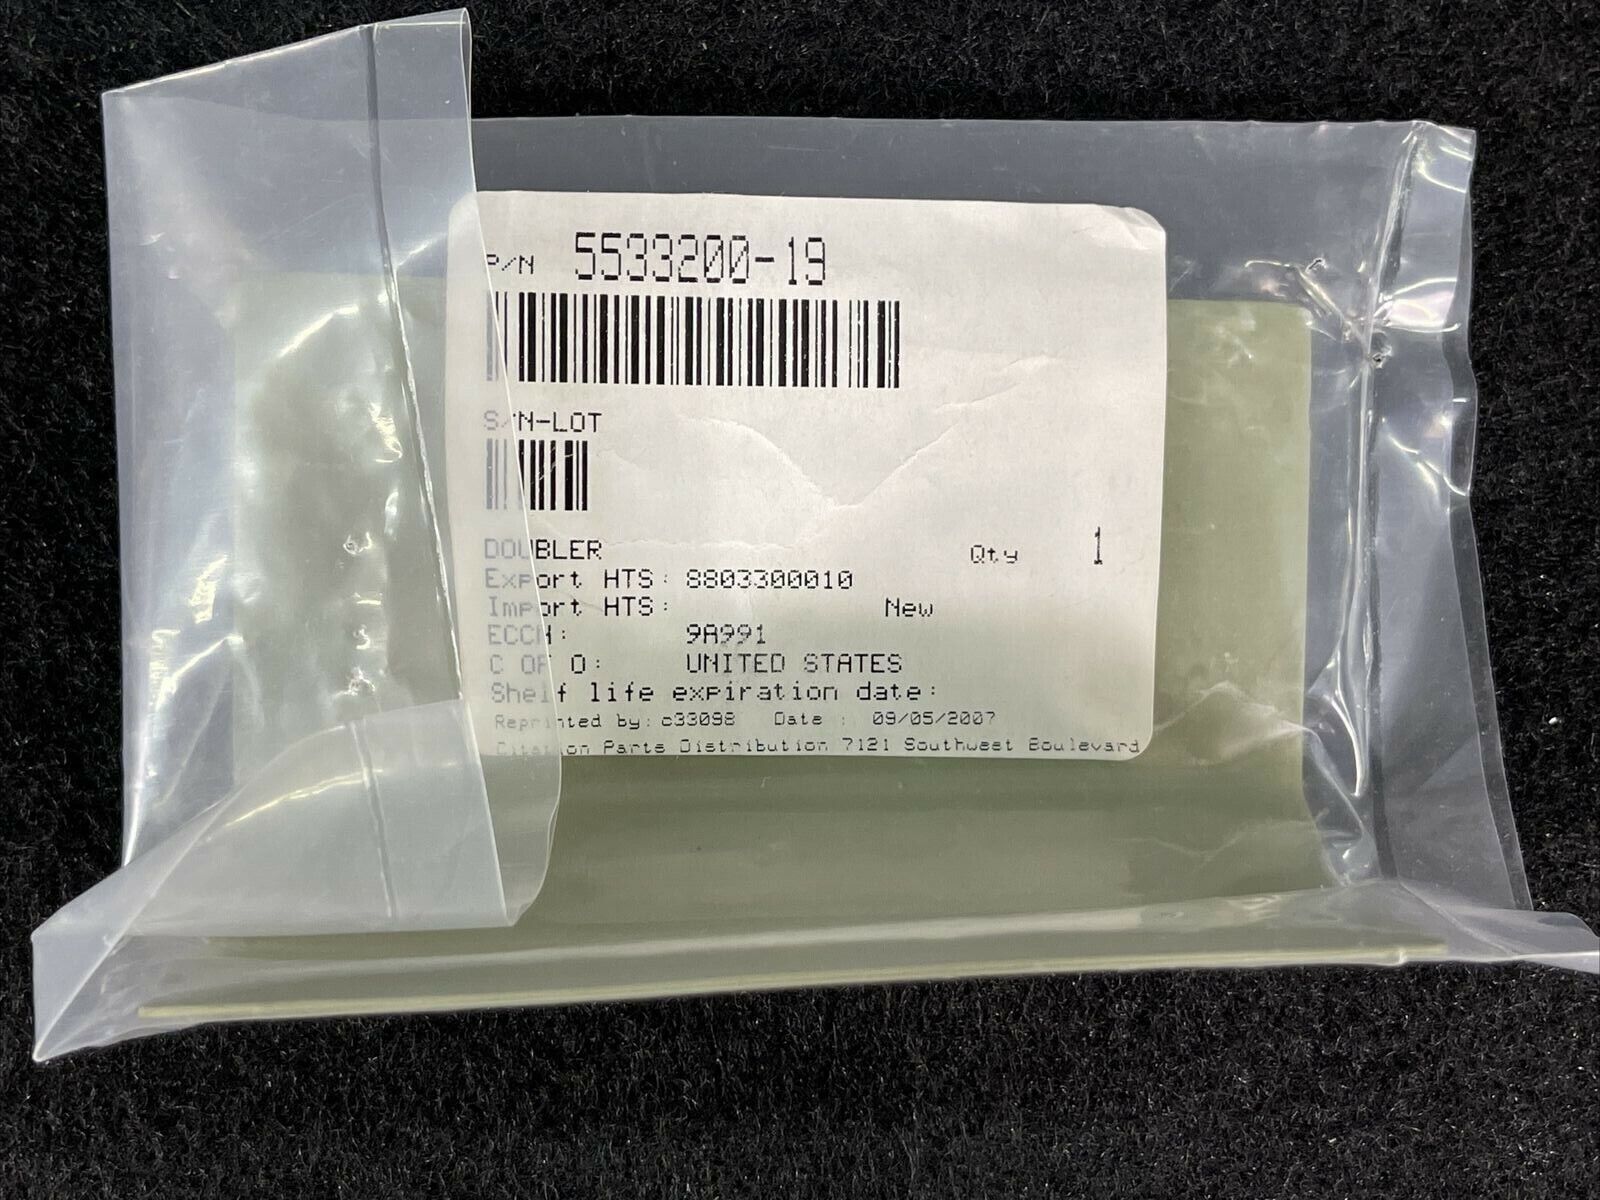 P/N 5533200-19
S/N-LOT
DOUBLER Qty 1
Export HTS: 8803300010
Import HTS: New
ECCN: 9A991
C OF O: UNITED STATES
Shelf life expiration date:
Reprinted by: c33098 Date : 09/05/2007
Citation Parts Distribution 7121 Southwest Boulevard